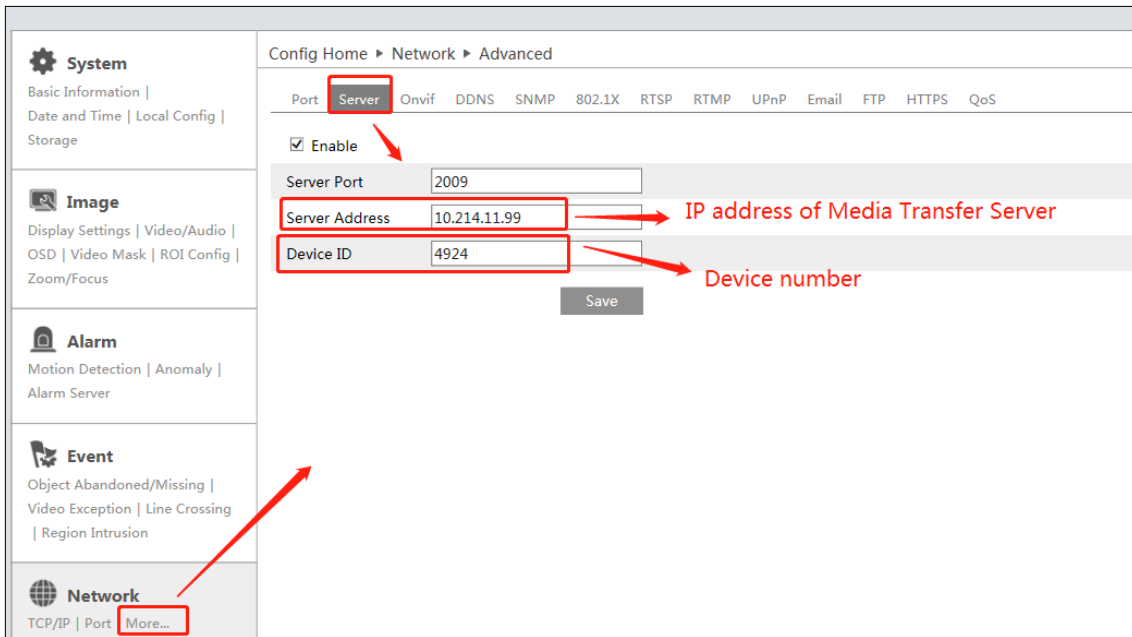 System
Basic Information |
Date and Time | Local Config |
Storage
Image
Display Settings | Video/Audio |
OSD | Video Mask | ROI Config |
Zoom/Focus
Alarm
Motion Detection | Anomaly |
Alarm Server
Event
Object Abandoned/Missing |
Video Exception | Line Crossing
| Region Intrusion
Network
TCP/IP | Port | More...
Config Home ▸ Network ▸ Advanced
Port Server Onvif DDNS SNMP 802.1X RTSP RTMP UPnP Email FTP HTTPS QoS
Enable
Server Port 2009
Server Address 10.214.11.99 IP address of Media Transfer Server
Device ID 4924
Device number
Save